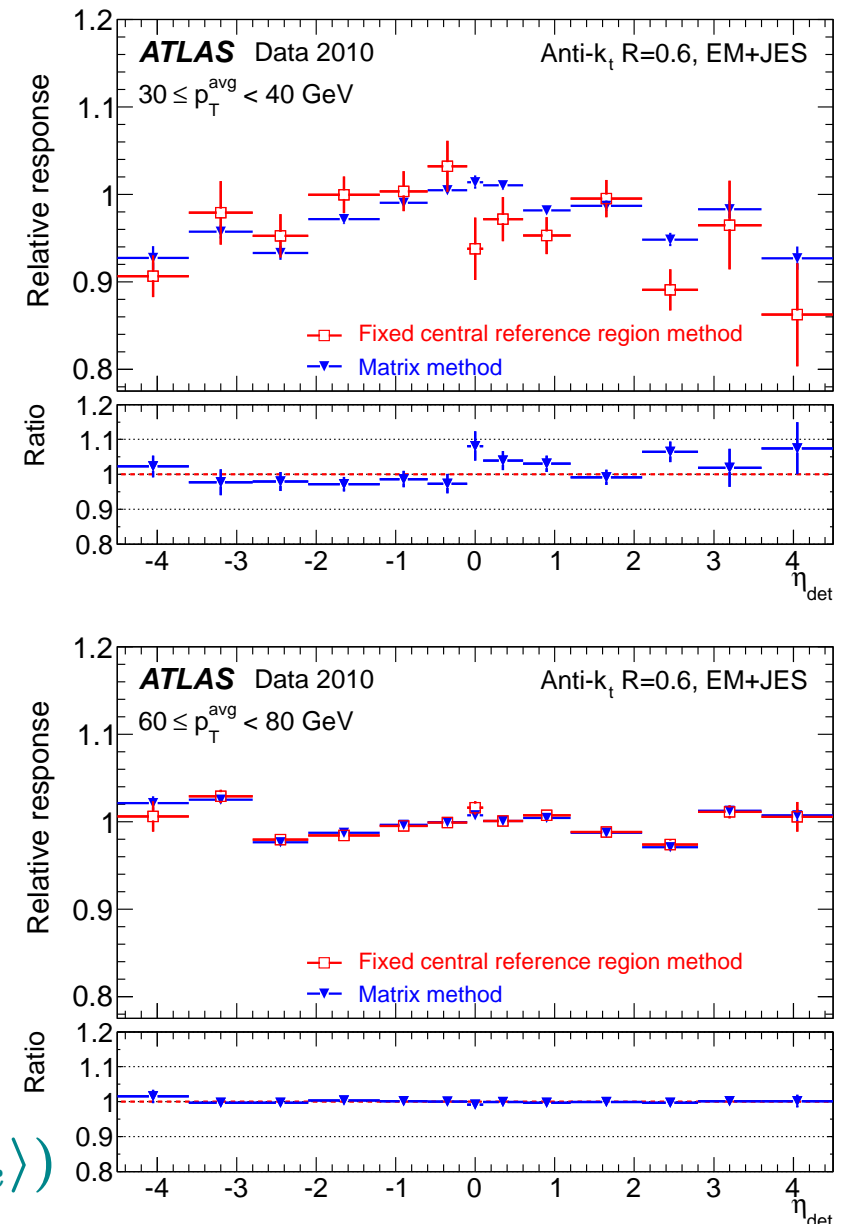 1.2
ATLAS Data 2010 Anti-k_t R=0.6, EM+JES
30 ≤ p_T^avg < 40 GeV
1.1
1
0.9
0.8
Relative response
Fixed central reference region method
Matrix method
1.2
1.1
1
0.9
0.8
Ratio
-4 -3 -2 -1 0 1 2 3 4
η_det
1.2
ATLAS Data 2010 Anti-k_t R=0.6, EM+JES
60 ≤ p_T^avg < 80 GeV
1.1
1
0.9
0.8
Relative response
Fixed central reference region method
Matrix method
1.2
1.1
1
0.9
0.8
Ratio
-4 -3 -2 -1 0 1 2 3 4
η_det
⟩)